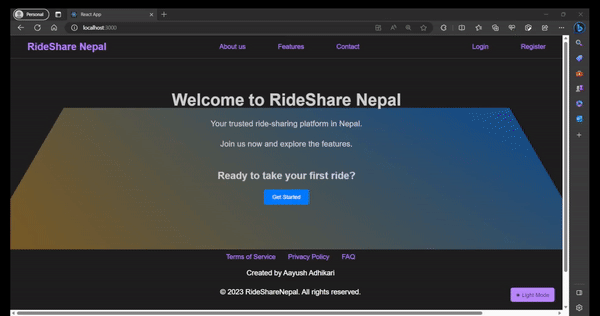 Personal
React App
localhost:3000
RideShare Nepal
About us
Features
Contact
Login
Register
Welcome to RideShare Nepal
Your trusted ride-sharing platform in Nepal.
Join us now and explore the features.
Ready to take your first ride?
Get Started
Terms of Service
Privacy Policy
FAQ
Created by Aayush Adhikari
© 2023 RideShareNepal. All rights reserved.
Light Mode